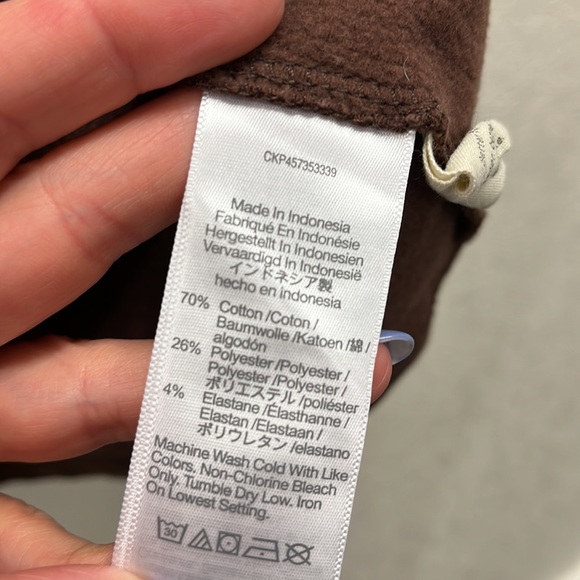 CKP457353339
Made In Indonesia
Fabriqué En Indonésie
Hergestellt In Indonesien
Vervaardigd In Indonesië
インドネシア製
hecho en Indonesia
70% Cotton /Coton /
Baumwolle /Katoen /綿 /
algodón
26% Polyester/Polyester /
Polyester /Polyester /
ポリエステル /poliéster
4% Elastane /Élasthanne /
Elastan /Elastaan /
ポリウレタン /elastano
Machine Wash Cold With Like
Colors. Non-Chlorine Bleach
Only. Tumble Dry Low. Iron
On Lowest Setting.
30